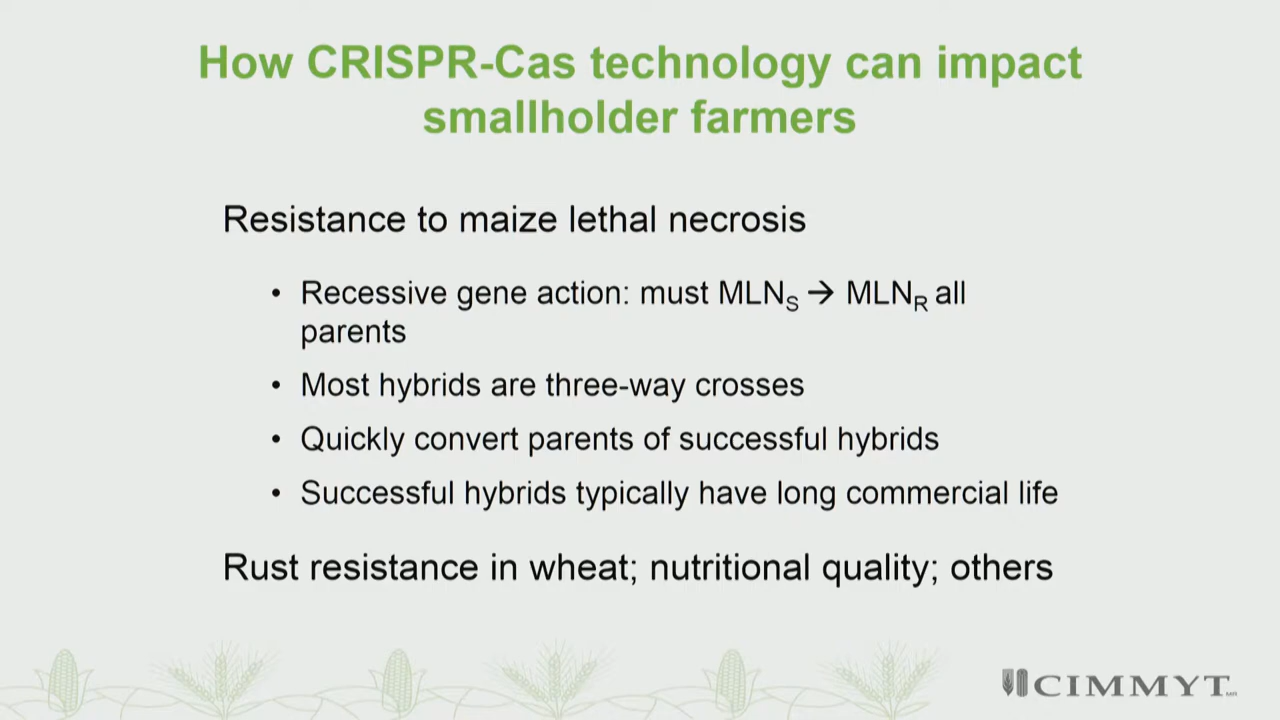 How CRISPR-Cas technology can impact
smallholder farmers
Resistance to maize lethal necrosis
• Recessive gene action: must MLNS → MLNR all
parents
• Most hybrids are three-way crosses
• Quickly convert parents of successful hybrids
• Successful hybrids typically have long commercial life
Rust resistance in wheat; nutritional quality; others
CIMMYT